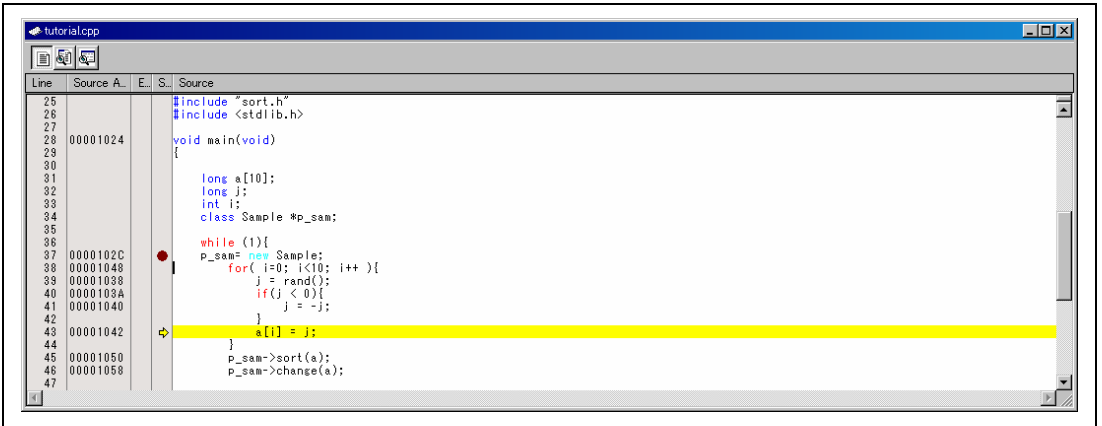 tutorial.cpp
Line Source A... E... S... Source
25 #include "sort.h"
26 #include <stdlib.h>
27
28 00001024 void main(void)
29 {
30
31 long a[10];
32 long j;
33 int i;
34 class Sample *p_sam;
35
36 while (1){
37 0000102C p_sam= new Sample;
38 00001048 for( i=0; i<10; i++ ){
39 00001038 j = rand();
40 0000103A if(j < 0){
41 00001040 j = -j;
42 }
43 00001042 a[i] = j;
44 }
45 00001050 p_sam->sort(a);
46 00001058 p_sam->change(a);
47